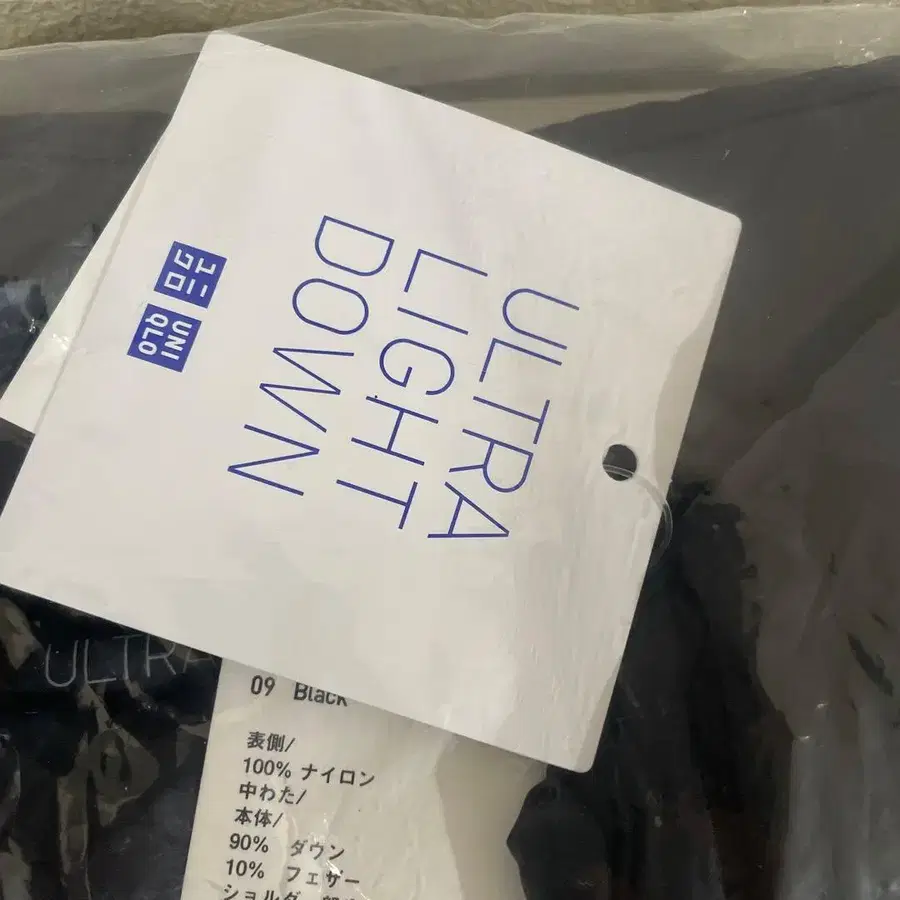 ULTRA
LIGHT
DOWN
ユニ
クロ
UNI
QLO
ULTRA
09 Black
表側/
100% ナイロン
中わた/
本体/
90% ダウン
10% フェザー